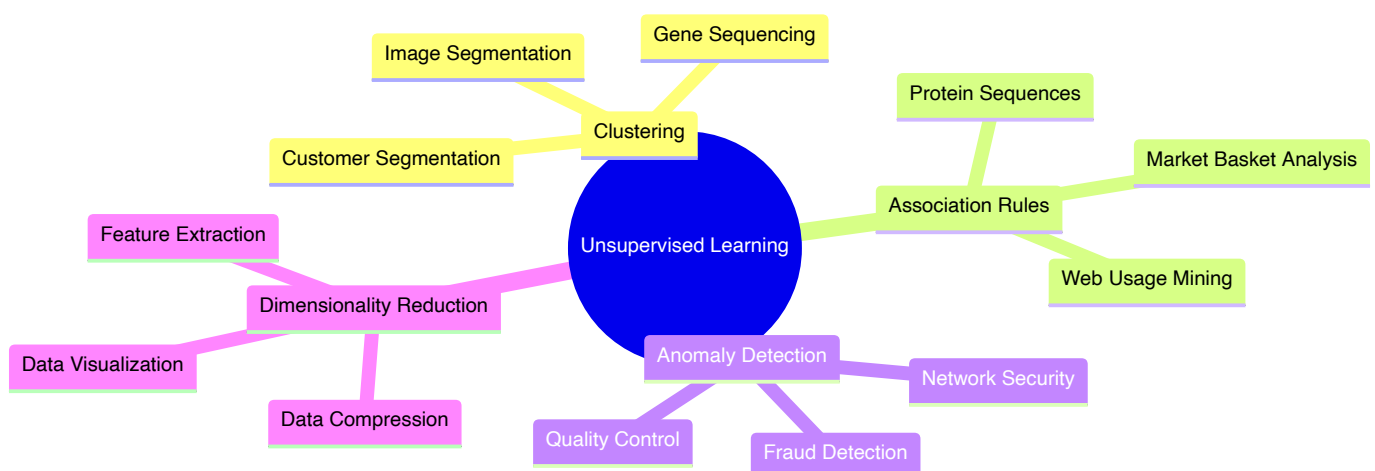 Gene Sequencing
Image Segmentation
Clustering
Customer Segmentation
Protein Sequences
Market Basket Analysis
Association Rules
Web Usage Mining
Unsupervised Learning
Feature Extraction
Dimensionality Reduction
Data Visualization
Data Compression
Anomaly Detection
Network Security
Quality Control
Fraud Detection